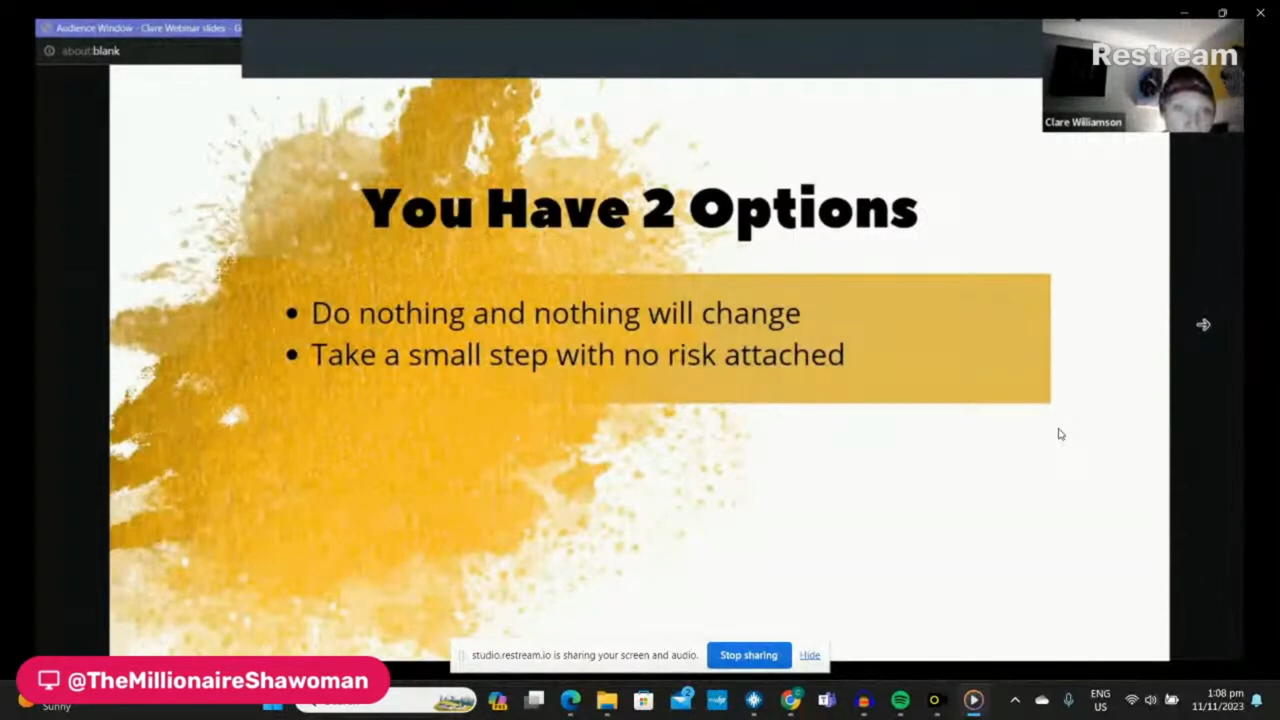 Audience Window - Clare Webinar slides - G
about:blank
Restream
Clare Williamson
You Have 2 Options
Do nothing and nothing will change
Take a small step with no risk attached
studio.restream.io is sharing your screen and audio.
Stop sharing
Hide
@TheMillionaireShawoman
Sunny
2
ENG
US
1:08 pm
11/11/2023